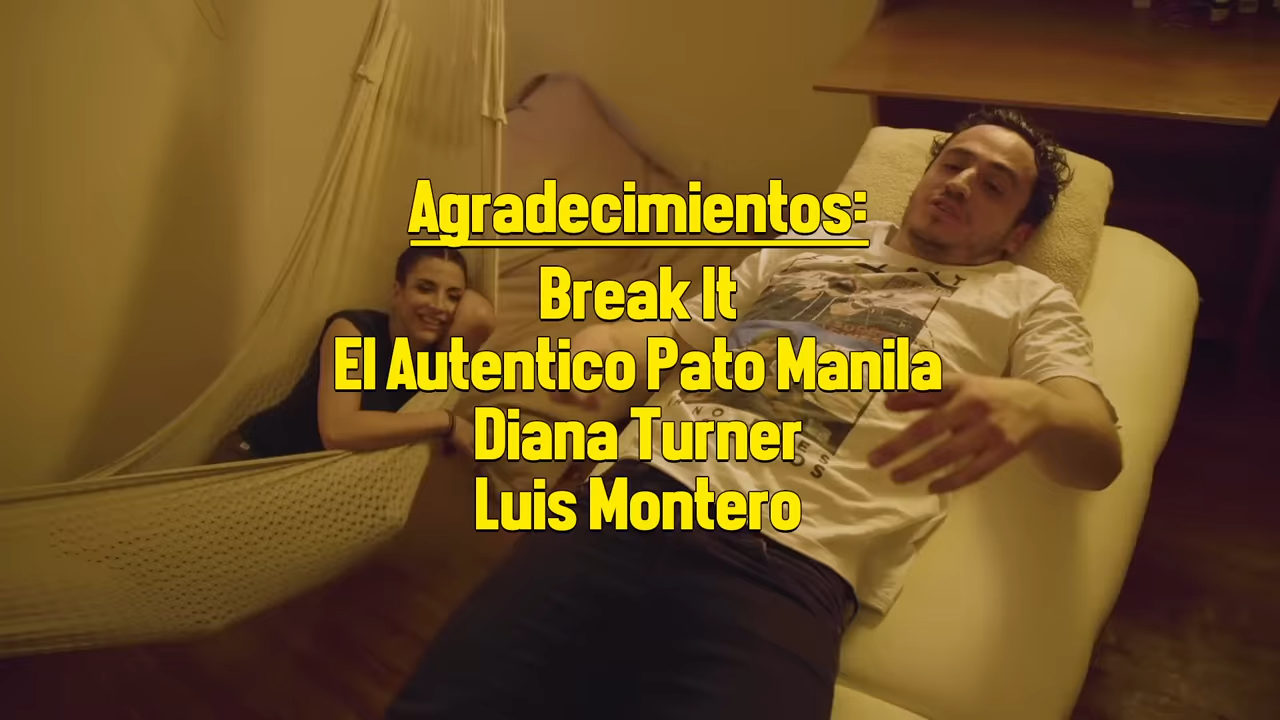 Agradecimientos:
Break It
El Autentico Pato Manila
Diana Turner
Luis Montero